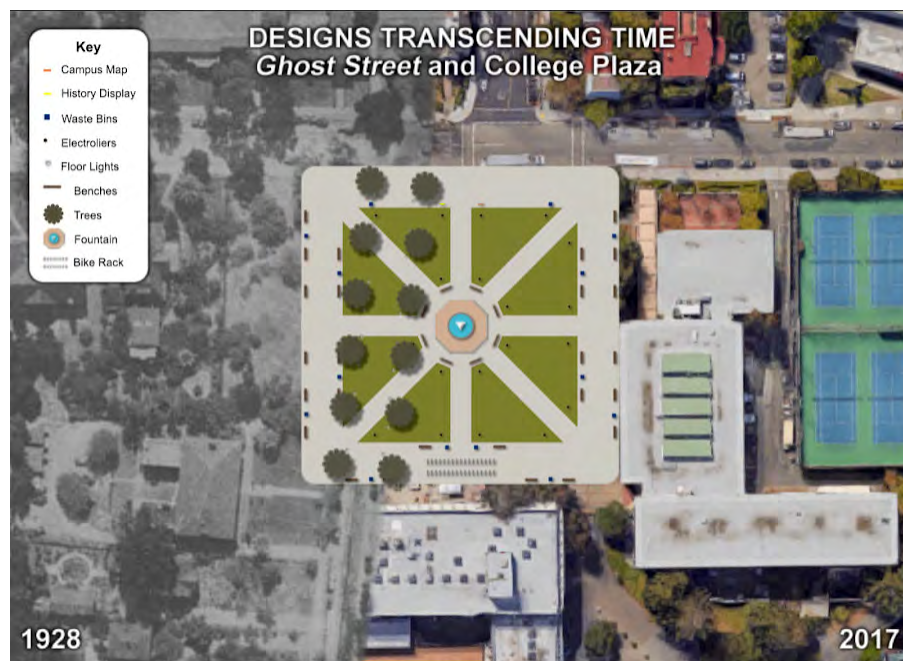 DESIGNS TRANSCENDING TIME
Ghost Street and College Plaza
Key
Campus Map
History Display
Waste Bins
Electroliers
Floor Lights
Benches
Trees
Fountain
Bike Rack
1928
2017